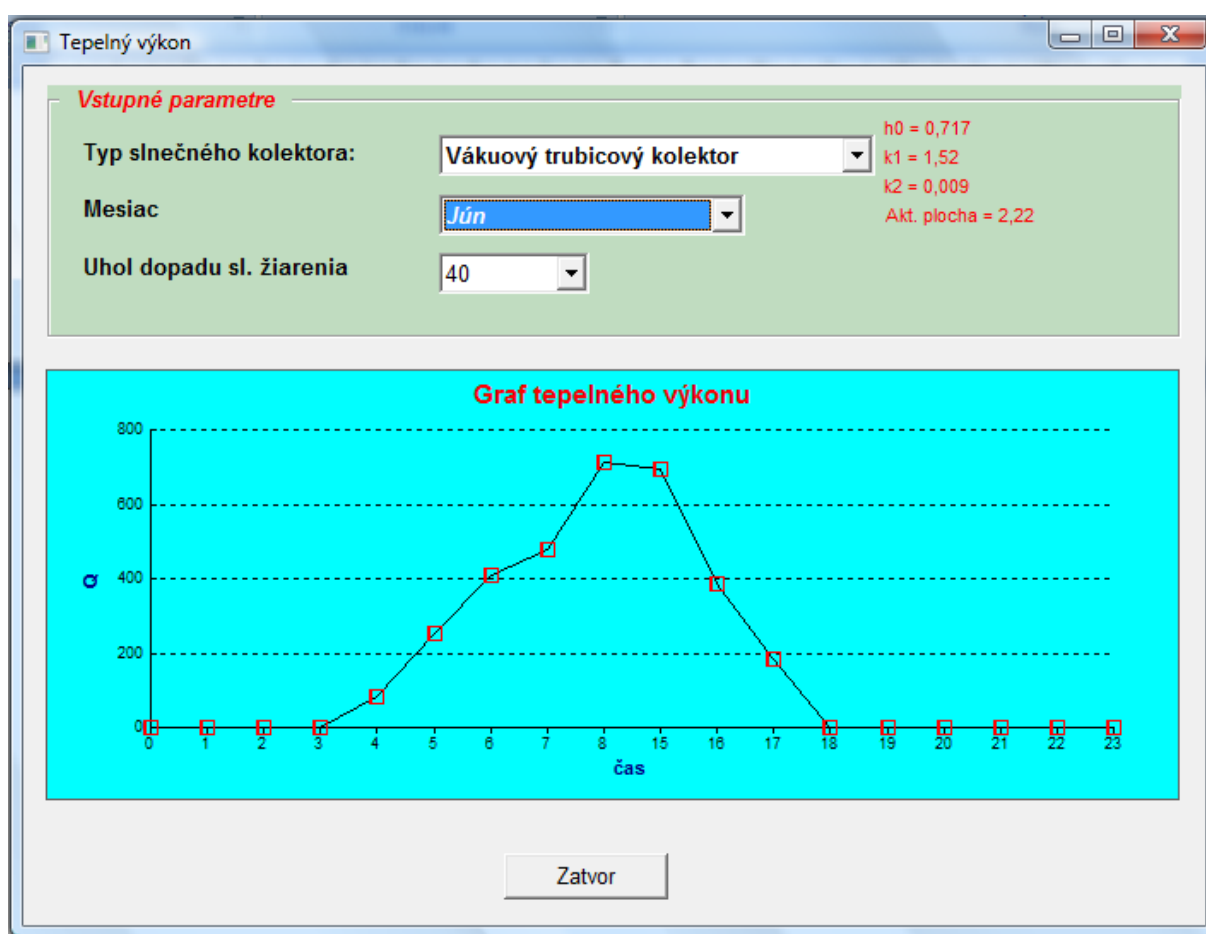 Tepelný výkon
Vstupné parametre
Typ slnečného kolektora:
Vákuový trubicový kolektor
h0 = 0,717
k1 = 1,52
k2 = 0,009
Akt. plocha = 2,22
Mesiac
Jún
Uhol dopadu sl. žiarenia
40
Graf tepelného výkonu
800
600
400
200
0
Q
0 1 2 3 4 5 6 7 8 15 16 17 18 19 20 21 22 23
čas
Zatvor